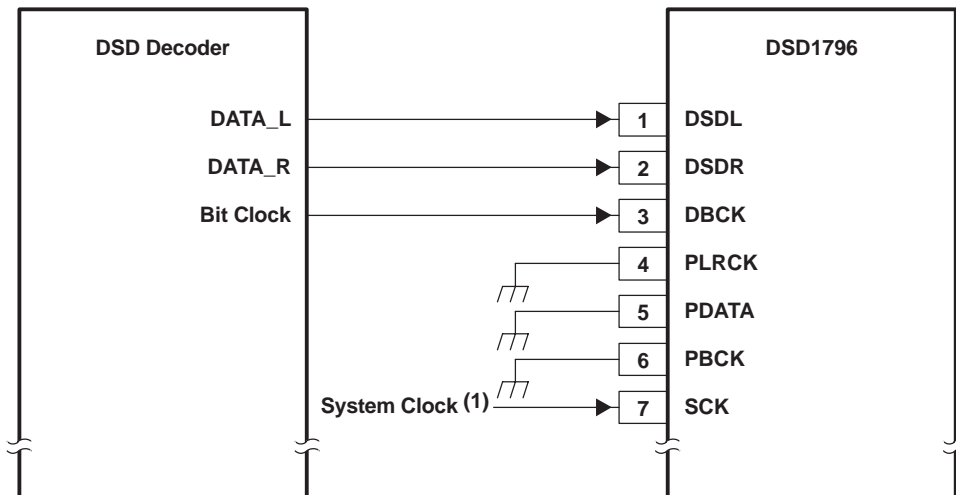 DSD Decoder
DSD1796
DATA_L
1
DSDL
DATA_R
2
DSDR
Bit Clock
3
DBCK
4
PLRCK
5
PDATA
6
PBCK
System Clock (1)
7
SCK